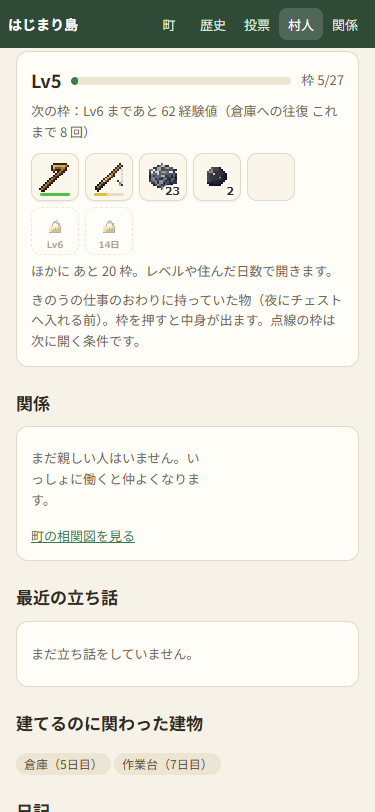 はじまり島 町 歴史 投票 村人 関係
Lv5 枠 5/27
次の枠：Lv6 まであと 62 経験値（倉庫への往復 これ
まで 8 回）
23 2
Lv6 14日
ほかに あと 20 枠。レベルや住んだ日数で開きます。
きのうの仕事のおわりに持っていた物（夜にチェスト
へ入れる前）。枠を押すと中身が出ます。点線の枠は
次に開く条件です。
関係
まだ親しい人はいません。い
っしょに働くと仲よくなりま
す。
町の相関図を見る
最近の立ち話
まだ立ち話をしていません。
建てるのに関わった建物
倉庫（5日目） 作業台（7日目）
日記